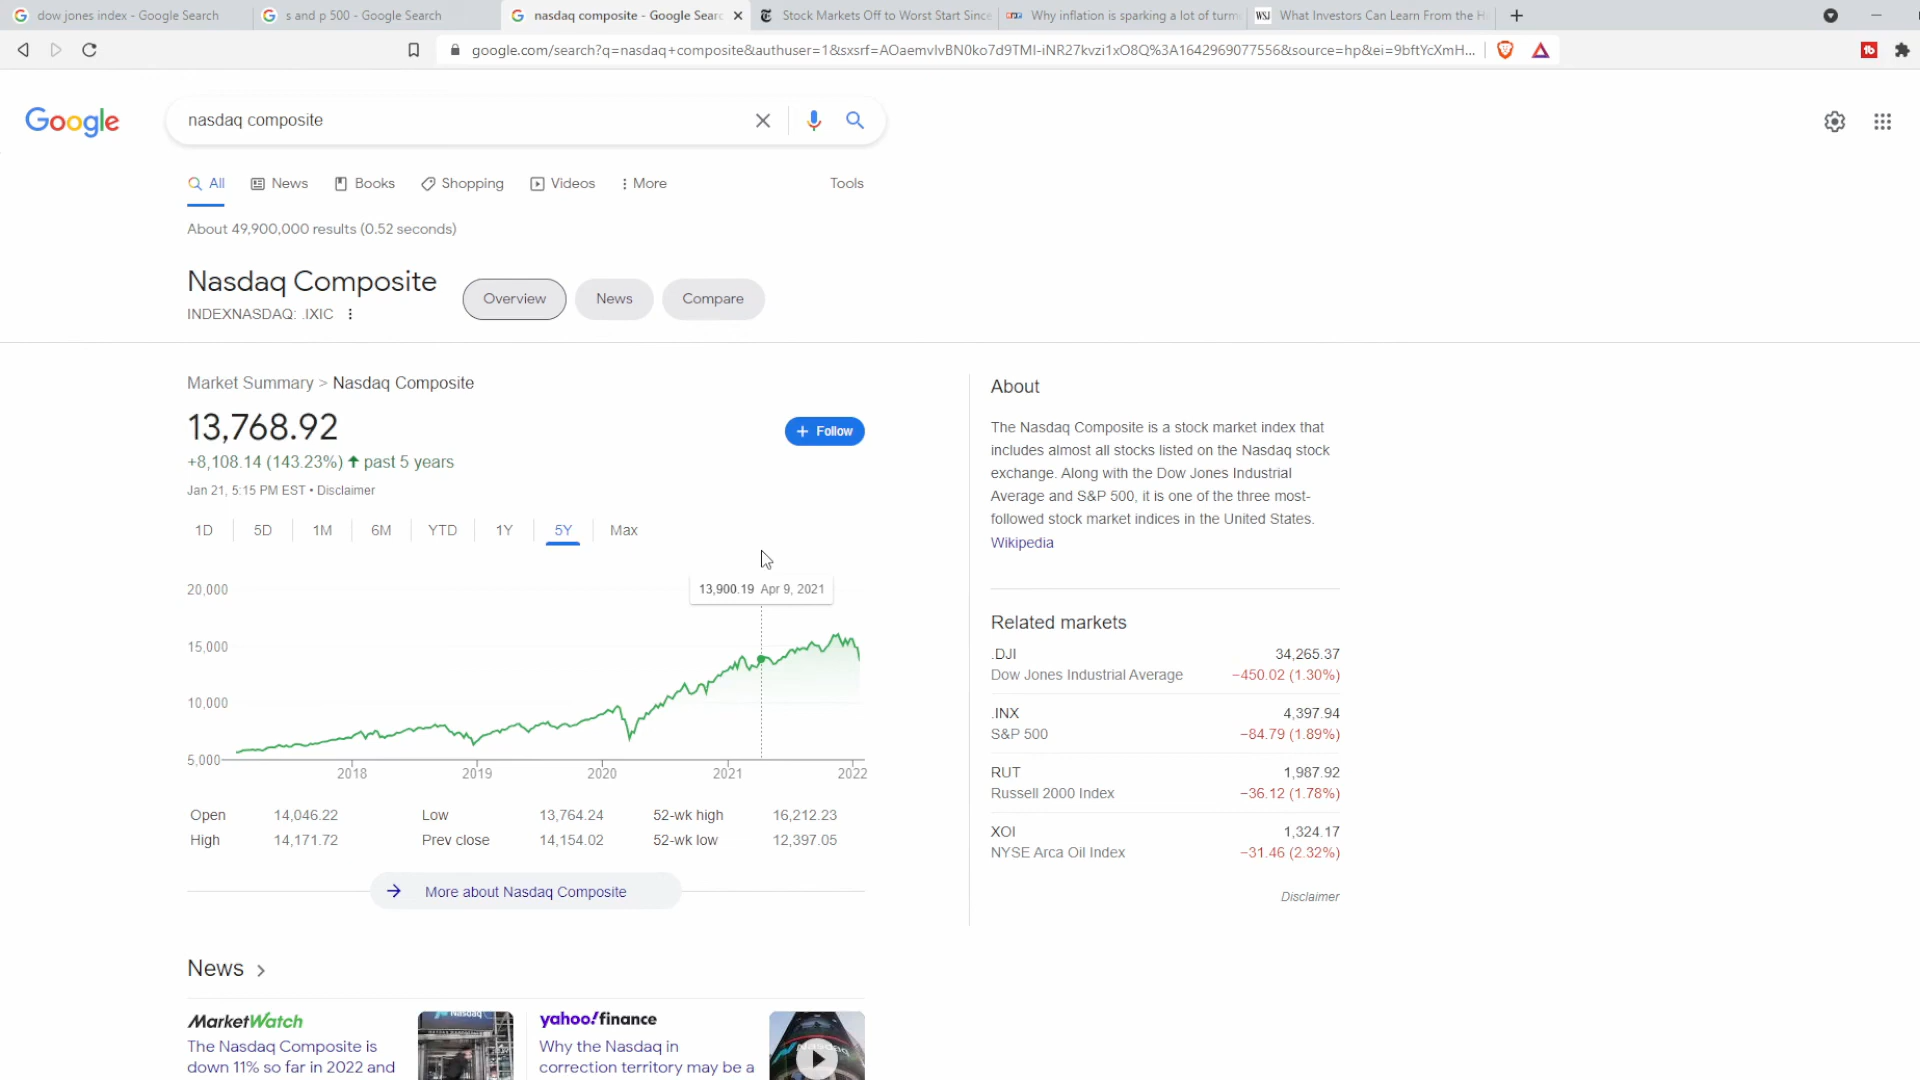 dow jones index - Google Search
s and p 500 - Google Search
nasdaq composite - Google Searc
Stock Markets Off to Worst Start Since
Why inflation is sparking a lot of turm
WSJ What Investors Can Learn From the H
google.com/search?q=nasdaq+composite&authuser=1&sxsrf=AOaemvIvBN0ko7d9TMI-iNR27kvzi1xO8Q%3A1642969077556&source=hp&ei=9bftYcXmH...
Google
nasdaq composite
All
News
Books
Shopping
Videos
More
Tools
About 49,900,000 results (0.52 seconds)
Nasdaq Composite
INDEXNASDAQ: .IXIC
Overview
News
Compare
Market Summary > Nasdaq Composite
13,768.92
+ Follow
+8,108.14 (143.23%) ↑ past 5 years
Jan 21, 5:15 PM EST • Disclaimer
1D
5D
1M
6M
YTD
1Y
5Y
Max
13,900.19 Apr 9, 2021
20,000
15,000
10,000
5,000
2018
2019
2020
2021
2022
Open 14,046.22 Low 13,764.24 52-wk high 16,212.23
High 14,171.72 Prev close 14,154.02 52-wk low 12,397.05
More about Nasdaq Composite
About
The Nasdaq Composite is a stock market index that
includes almost all stocks listed on the Nasdaq stock
exchange. Along with the Dow Jones Industrial
Average and S&P 500, it is one of the three most-
followed stock market indices in the United States.
Wikipedia
Related markets
.DJI 34,265.37
Dow Jones Industrial Average −450.02 (1.30%)
.INX 4,397.94
S&P 500 −84.79 (1.89%)
RUT 1,987.92
Russell 2000 Index −36.12 (1.78%)
XOI 1,324.17
NYSE Arca Oil Index −31.46 (2.32%)
Disclaimer
News >
MarketWatch
The Nasdaq Composite is
down 11% so far in 2022 and
yahoo!finance
Why the Nasdaq in
correction territory may be a